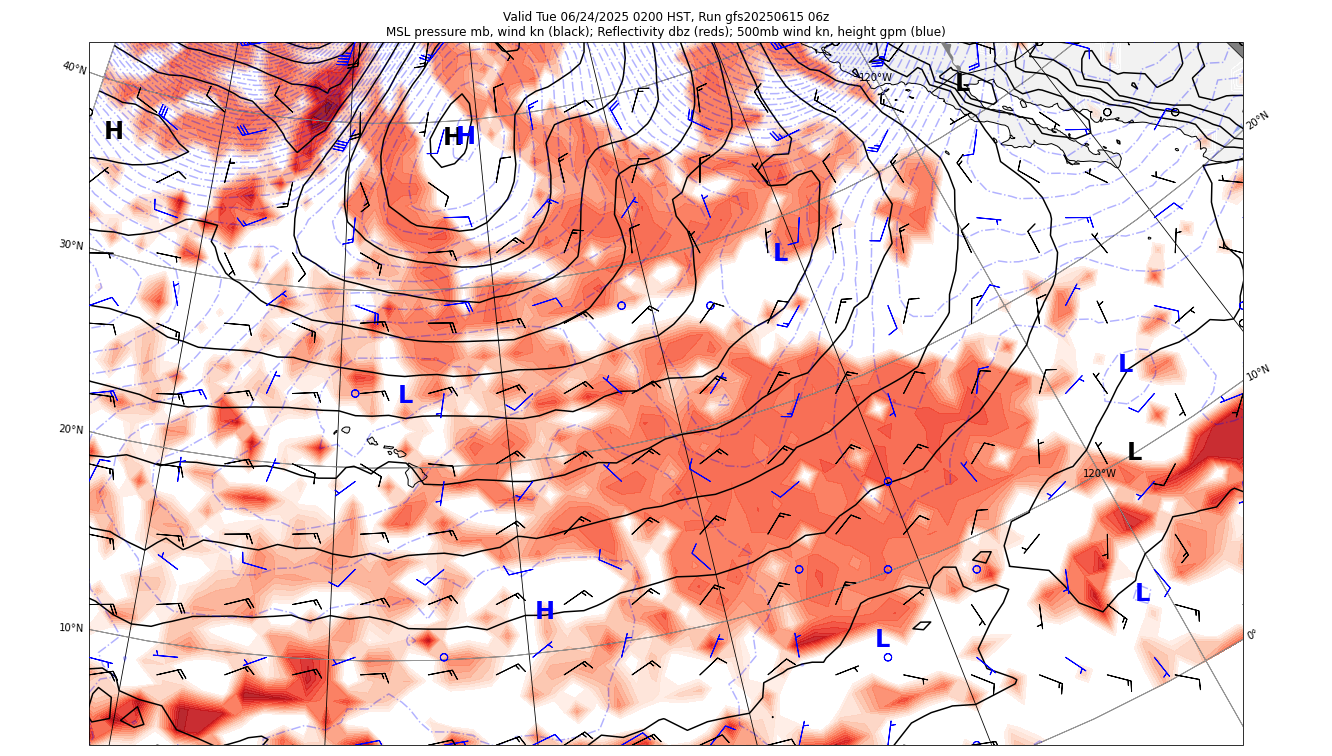 Valid Tue 06/24/2025 0200 HST, Run gfs20250615 06z
MSL pressure mb, wind kn (black); Reflectivity dbz (reds); 500mb wind kn, height gpm (blue)
40°N
120°W
L
20°N
H
H
H
30°N
L
L
10°N
L
20°N
L
120°W
L
H
10°N
L
0°